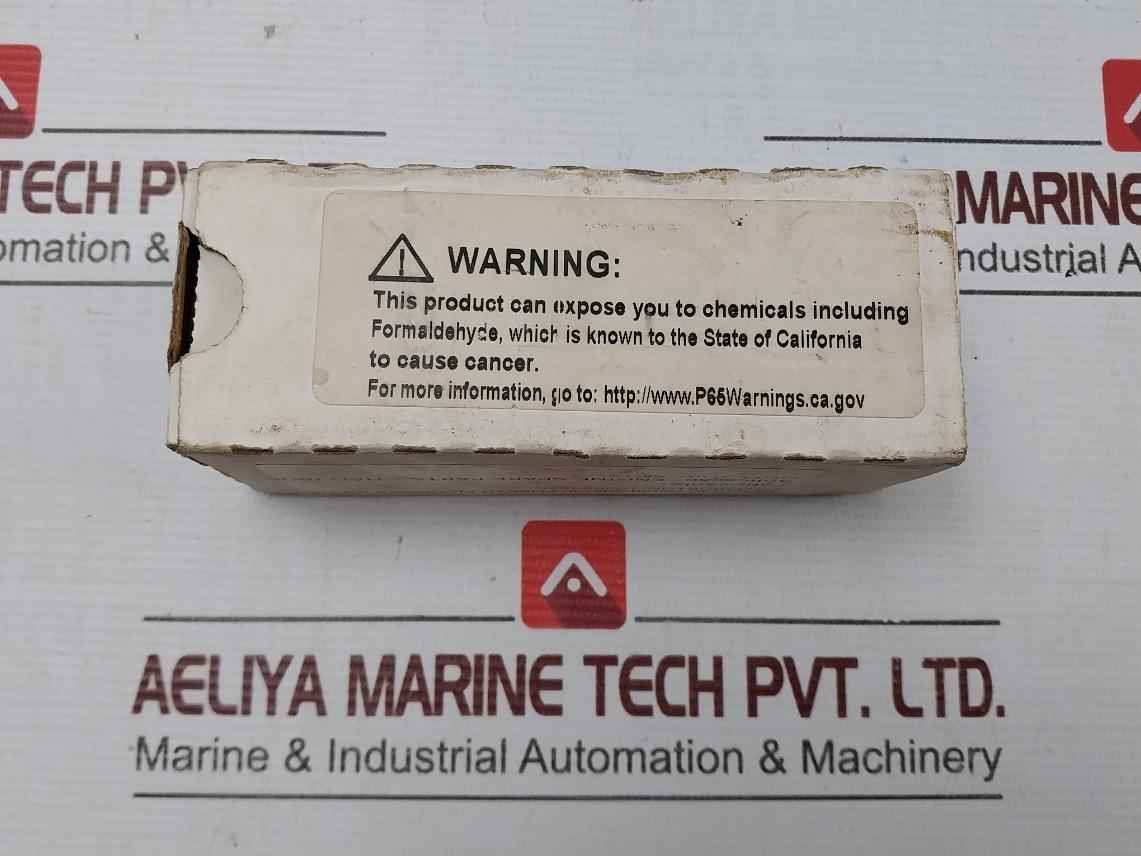 TECH PV
MARINE
omation &
ndustrial A
WARNING:
This product can expose you to chemicals including
Formaldehyde, which is known to the State of California
to cause cancer.
For more information, go to: http://www.P65Warnings.ca.gov
AELIYA MARINE TECH PVT. LTD.
Marine & Industrial Automation & Machinery